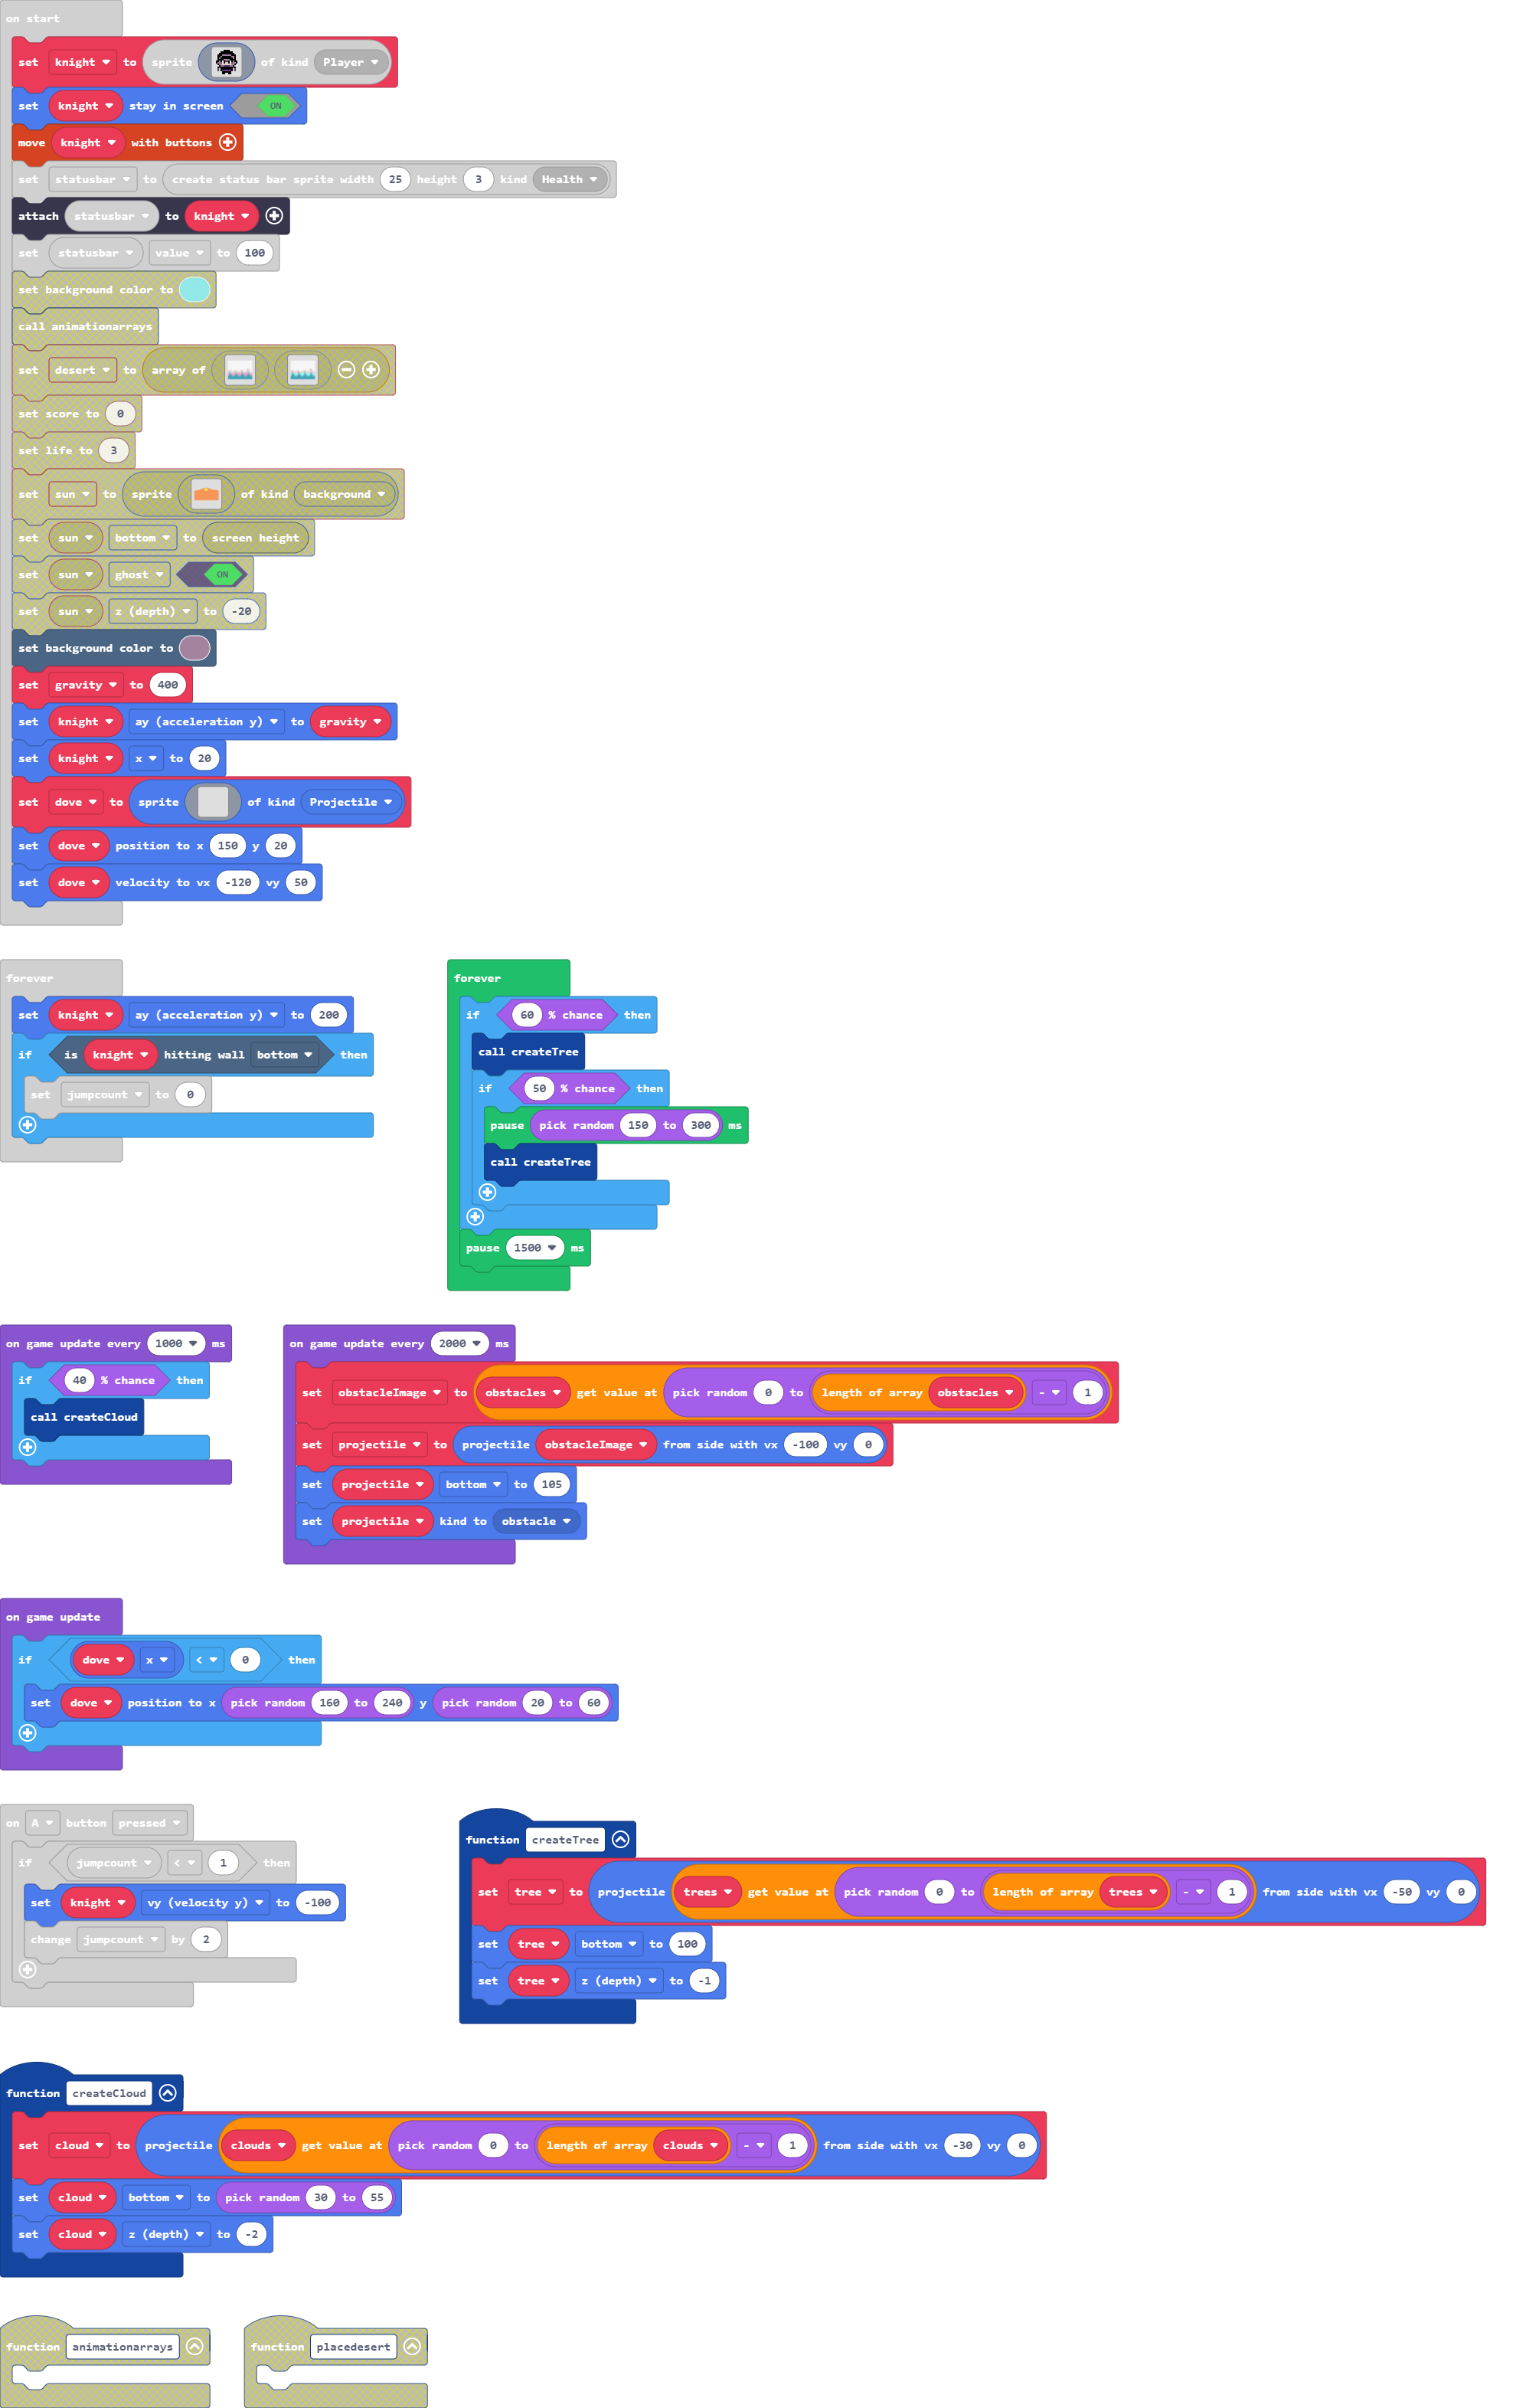 on start
set knight to sprite of kind Player
set knight stay in screen ON
move knight with buttons
set statusbar to create status bar sprite width 25 height 3 kind Health
attach statusbar to knight
set statusbar value to 100
set background color to
call animationarrays
set desert to array of
set score to 0
set life to 3
set sun to sprite of kind background
set sun bottom to screen height
set sun ghost ON
set sun z (depth) to -20
set background color to
set gravity to 400
set knight ay (acceleration y) to gravity
set knight x to 20
set dove to sprite of kind Projectile
set dove position to x 150 y 20
set dove velocity to vx -120 vy 50
forever
set knight ay (acceleration y) to 200
if is knight hitting wall bottom then
set jumpcount to 0
forever
if 60 % chance then
call createTree
if 50 % chance then
pause pick random 150 to 300 ms
call createTree
pause 1500 ms
on game update every 1000 ms
if 40 % chance then
call createCloud
on game update every 2000 ms
set obstacleImage to obstacles get value at pick random 0 to length of array obstacles - 1
set projectile to projectile obstacleImage from side with vx -100 vy 0
set projectile bottom to 105
set projectile kind to obstacle
on game update
if dove x < 0 then
set dove position to x pick random 160 to 240 y pick random 20 to 60
on A button pressed
if jumpcount < 1 then
set knight vy (velocity y) to -100
change jumpcount by 2
function createTree
set tree to projectile trees get value at pick random 0 to length of array trees - 1 from side with vx -50 vy 0
set tree bottom to 100
set tree z (depth) to -1
function createCloud
set cloud to projectile clouds get value at pick random 0 to length of array clouds - 1 from side with vx -30 vy 0
set cloud bottom to pick random 30 to 55
set cloud z (depth) to -2
function animationarrays
function placedesert